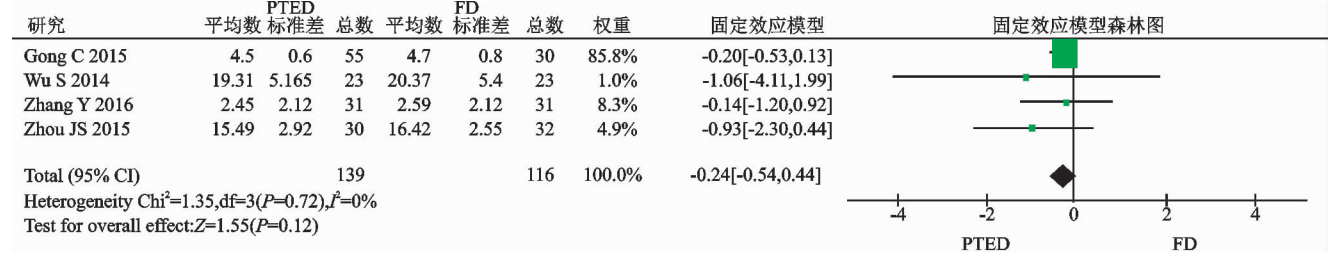 PTED FD
研究 平均数 标准差 总数 平均数 标准差 总数 权重 固定效应模型 固定效应模型森林图
Gong C 2015 4.5 0.6 55 4.7 0.8 30 85.8% -0.20[-0.53,0.13]
Wu S 2014 19.31 5.165 23 20.37 5.4 23 1.0% -1.06[-4.11,1.99]
Zhang Y 2016 2.45 2.12 31 2.59 2.12 31 8.3% -0.14[-1.20,0.92]
Zhou JS 2015 15.49 2.92 30 16.42 2.55 32 4.9% -0.93[-2.30,0.44]
Total (95% CI) 139 116 100.0% -0.24[-0.54,0.44]
Heterogeneity Chi²=1.35,df=3(P=0.72),I²=0%
Test for overall effect:Z=1.55(P=0.12)
-4 -2 0 2 4
PTED FD